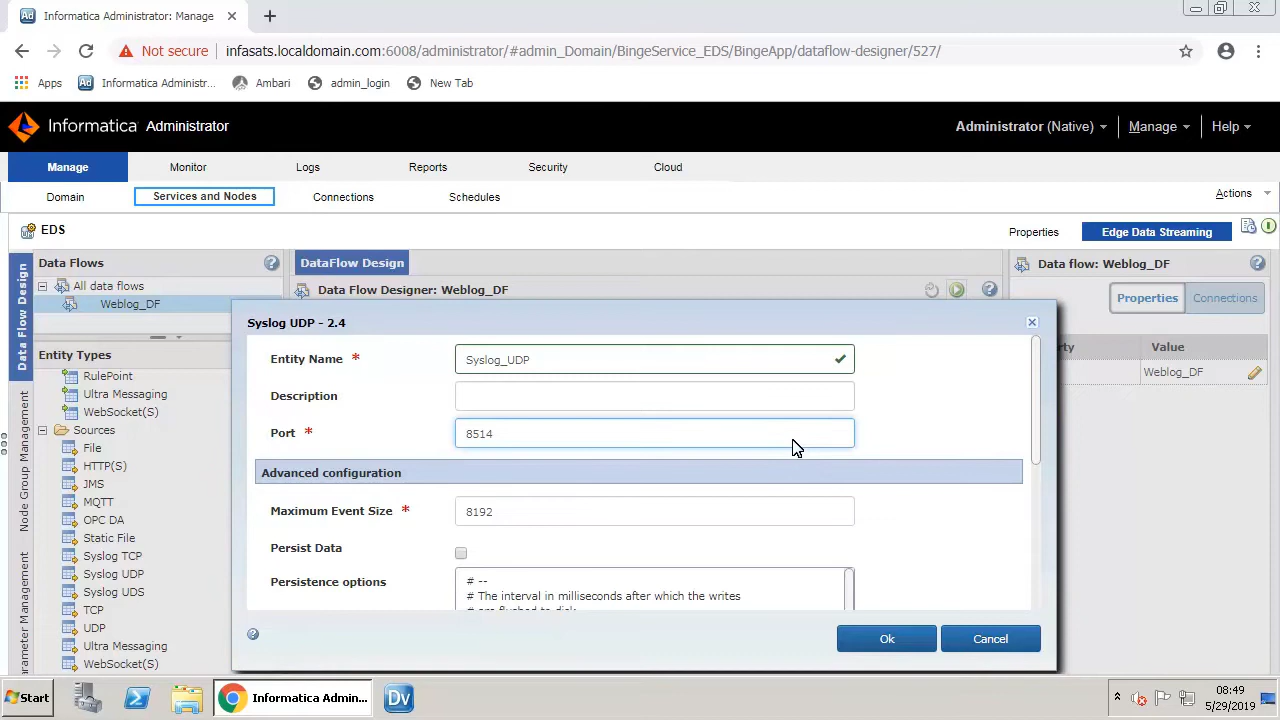 Informatica Administrator: Manage
Not secure infasats.localdomain.com:6008/administrator/#admin_Domain/BingeService_EDS/BingeApp/dataflow-designer/527/
Apps Informatica Administr... Ambari admin_login New Tab
Informatica Administrator Administrator (Native) Manage Help
Manage Monitor Logs Reports Security Cloud
Domain Services and Nodes Connections Schedules Actions
EDS Properties Edge Data Streaming
Data Flows DataFlow Design Data flow: Weblog_DF
All data flows Data Flow Designer: Weblog_DF
Weblog_DF Properties Connections
Syslog UDP - 2.4
Entity Types rty Value
Entity Name * Syslog_UDP
Weblog_DF
RulePoint
Ultra Messaging
Description
WebSocket(S)
Sources
Port * 8514
File
HTTP(S)
Advanced configuration
JMS
MQTT
Maximum Event Size * 8192
OPC DA
Static File
Persist Data
Syslog TCP
Syslog UDP
Persistence options # --
# The interval in milliseconds after which the writes
Syslog UDS
TCP
UDP
Ultra Messaging
Ok Cancel
WebSocket(S)
Data Flow Design
Node Group Management
arameter Management
Start Informatica Admin... Dv 08:49
5/29/2019